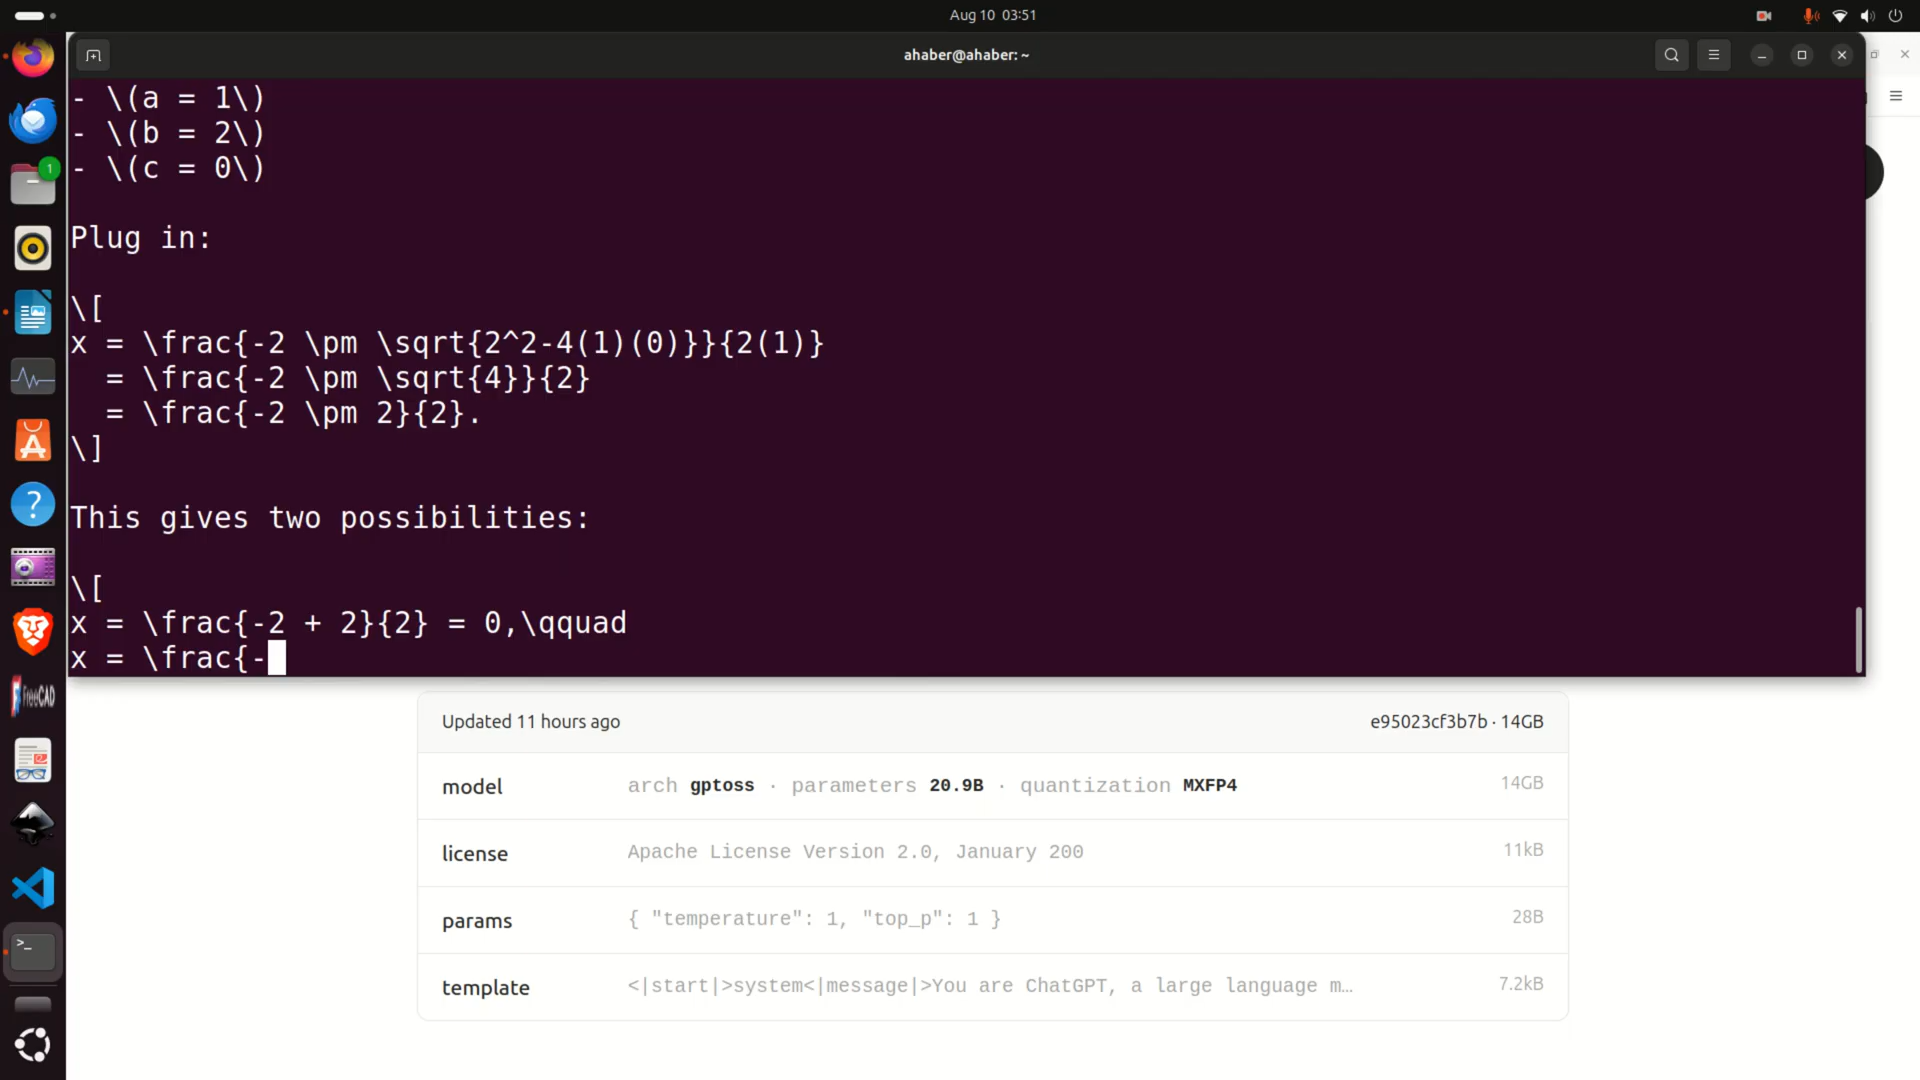 Aug 10 03:51
ahaber@ahaber: ~
- \(a = 1\)
- \(b = 2\)
- \(c = 0\)
Plug in:
\[
x = \frac{-2 \pm \sqrt{2^2-4(1)(0)}}{2(1)}
= \frac{-2 \pm \sqrt{4}}{2}
= \frac{-2 \pm 2}{2}.
\]
This gives two possibilities:
\[
x = \frac{-2 + 2}{2} = 0,\qquad
x = \frac{-
1
FreeCAD
Updated 11 hours ago e95023cf3b7b · 14GB
model arch gptoss · parameters 20.9B · quantization MXFP4 14GB
license Apache License Version 2.0, January 200 11kB
params { "temperature": 1, "top_p": 1 } 28B
template <|start|>system<|message|>You are ChatGPT, a large language m… 7.2kB